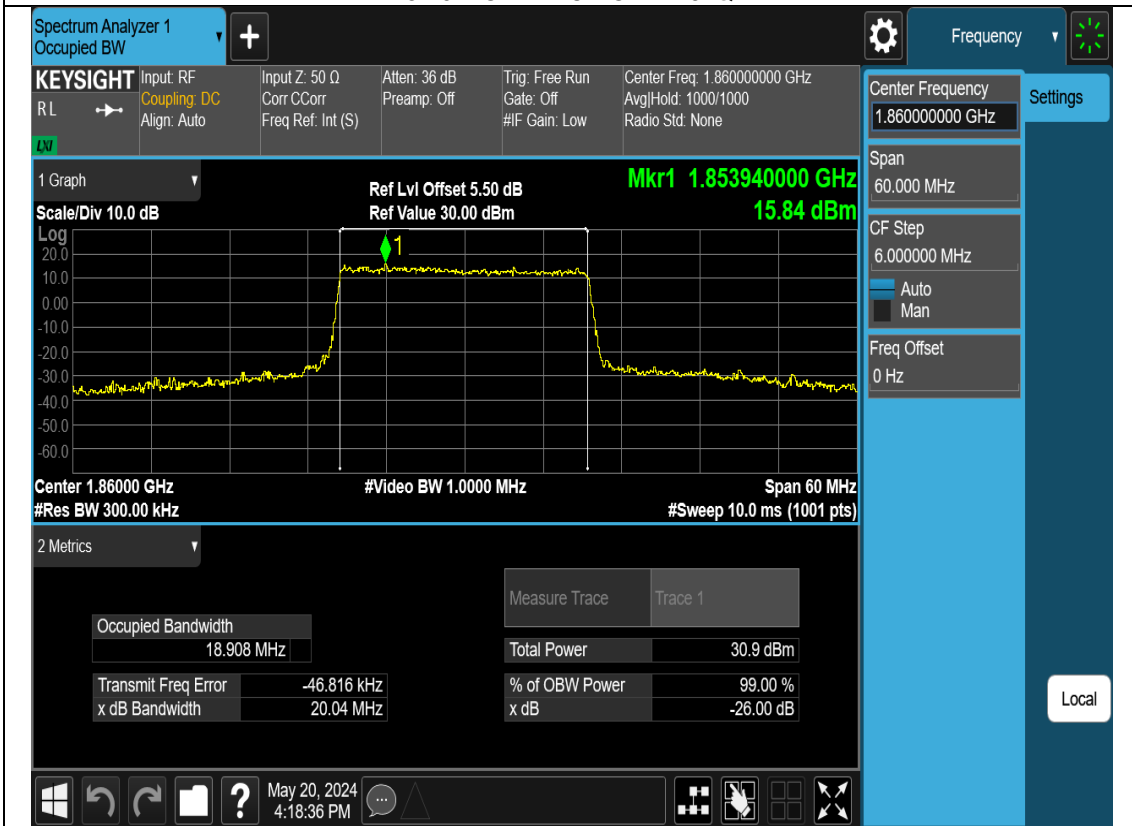 Spectrum Analyzer 1
Occupied BW
+
Frequency
KEYSIGHT
R L
LXI
Input: RF
Coupling: DC
Align: Auto
Input Z: 50 Ω
Corr CCorr
Freq Ref: Int (S)
Atten: 36 dB
Preamp: Off
Trig: Free Run
Gate: Off
#IF Gain: Low
Center Freq: 1.860000000 GHz
Avg|Hold: 1000/1000
Radio Std: None
Center Frequency
1.860000000 GHz
Settings
Span
60.000 MHz
CF Step
6.000000 MHz
Auto
Man
Freq Offset
0 Hz
Local
1 Graph
Scale/Div 10.0 dB
Ref Lvl Offset 5.50 dB
Ref Value 30.00 dBm
Mkr1 1.853940000 GHz
15.84 dBm
Log
1
20.0
10.0
0.00
-10.0
-20.0
-30.0
-40.0
-50.0
-60.0
Center 1.86000 GHz
#Video BW 1.0000 MHz
Span 60 MHz
#Res BW 300.00 kHz
#Sweep 10.0 ms (1001 pts)
2 Metrics
Measure Trace Trace 1
Occupied Bandwidth
18.908 MHz
Total Power 30.9 dBm
Transmit Freq Error -46.816 kHz
% of OBW Power 99.00 %
x dB Bandwidth 20.04 MHz
x dB -26.00 dB
?
May 20, 2024
4:18:36 PM